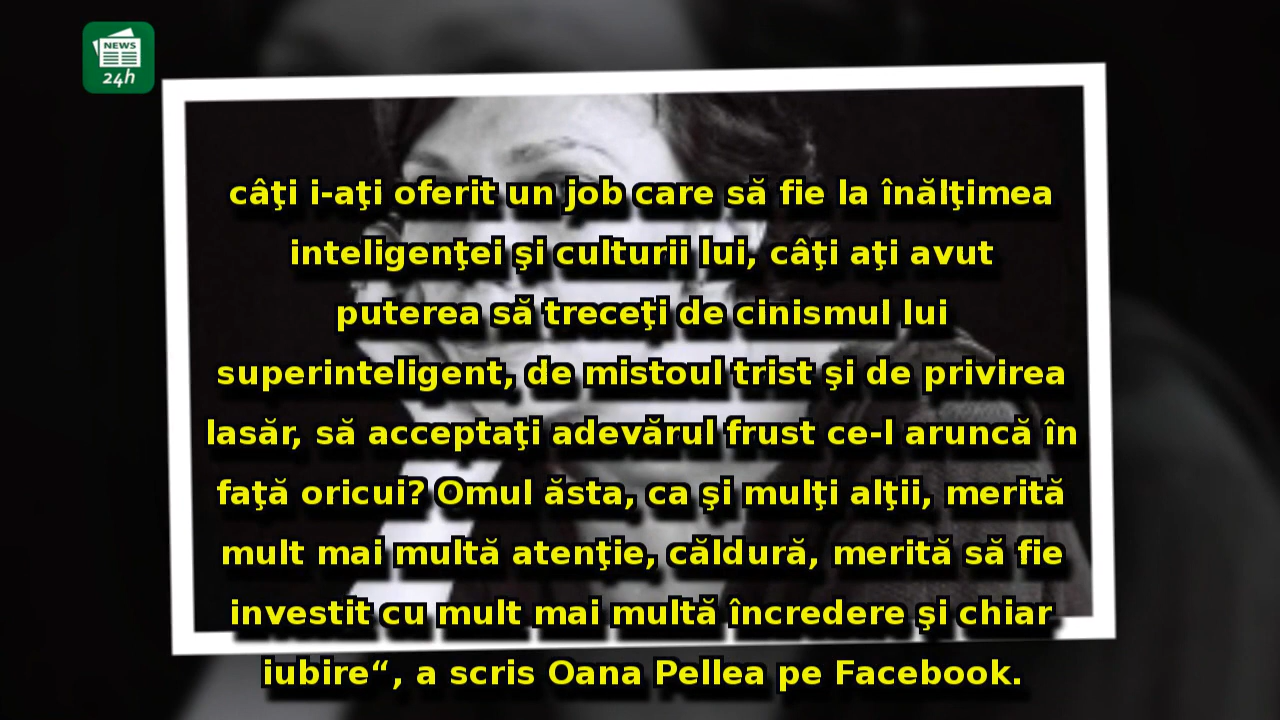 NEWS
24h
câţi i-aţi oferit un job care să fie la înălţimea
inteligenţei şi culturii lui, câţi aţi avut
puterea să treceţi de cinismul lui
superinteligent, de mistoul trist şi de privirea
lasăr, să acceptaţi adevărul frust ce-l aruncă în
faţă oricui? Omul ăsta, ca şi mulţi alţii, merită
mult mai multă atenţie, căldură, merită să fie
investit cu mult mai multă încredere şi chiar
iubire“, a scris Oana Pellea pe Facebook.